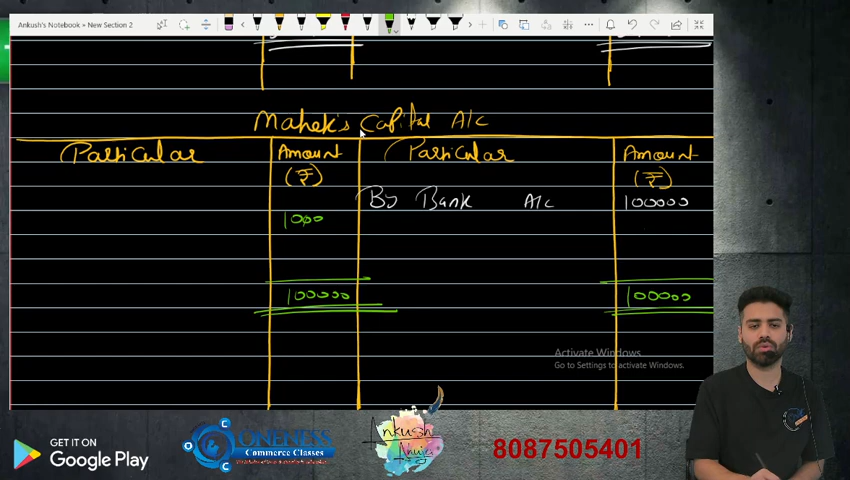 Ankush's Notebook » New Section 2
Mahek's Capital A/c
Particular Amount (₹) Particular Amount (₹)
By Bank A/c 100000
1000
100000 100000
Activate Windows
Go to Settings to activate Windows.
GET IT ON
Google Play
C
O C
C
ONENESS
Commerce Classes
Ankush
8087505401